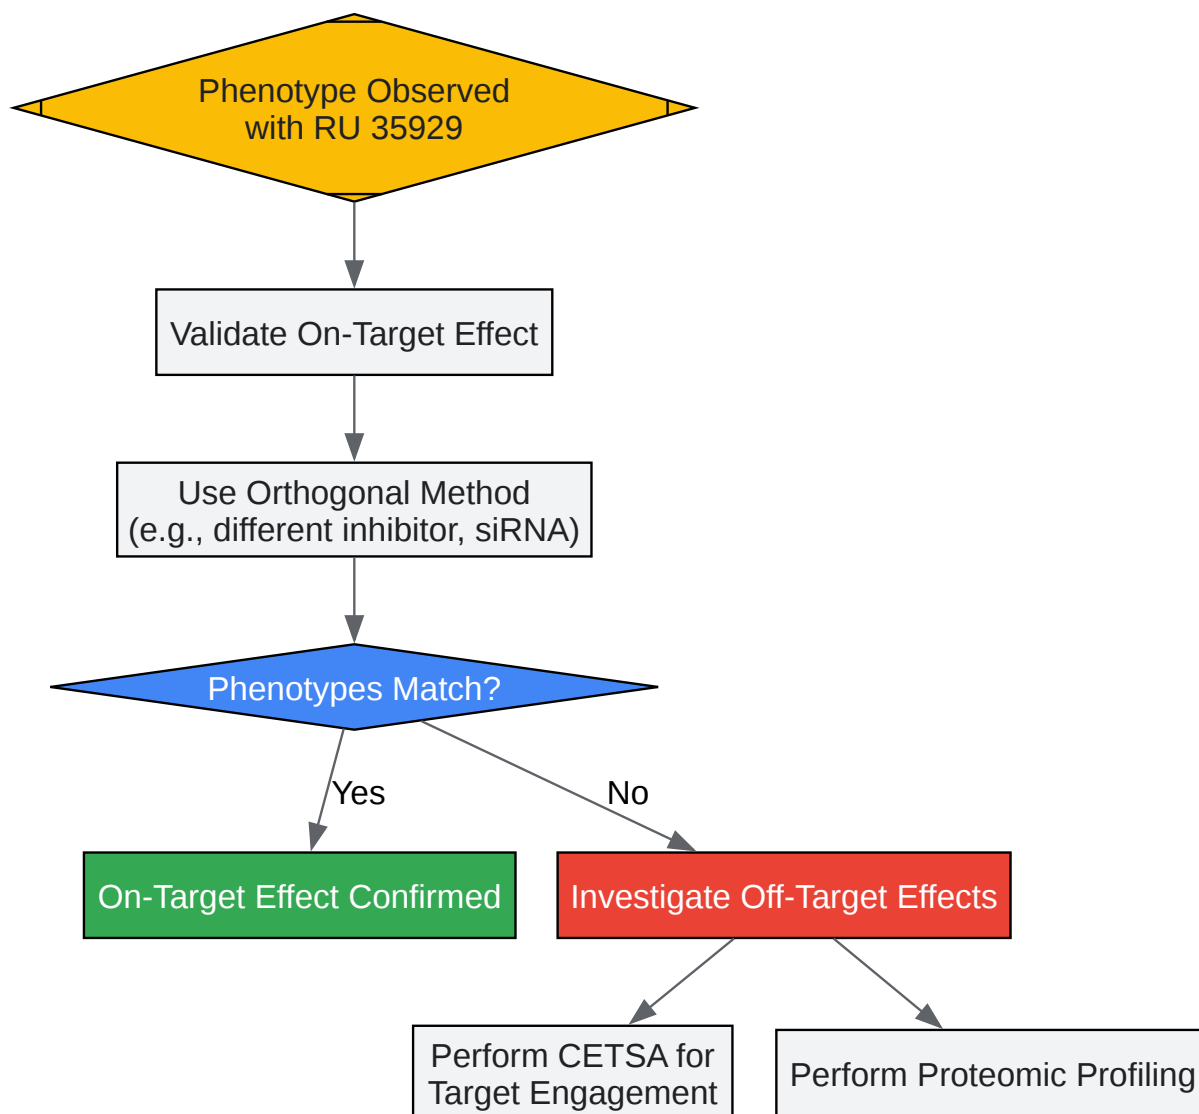 Phenotype Observed
with RU 35929
Validate On-Target Effect
Use Orthogonal Method
(e.g., different inhibitor, siRNA)
Phenotypes Match?
Yes
No
On-Target Effect Confirmed
Investigate Off-Target Effects
Perform CETSA for
Target Engagement
Perform Proteomic Profiling